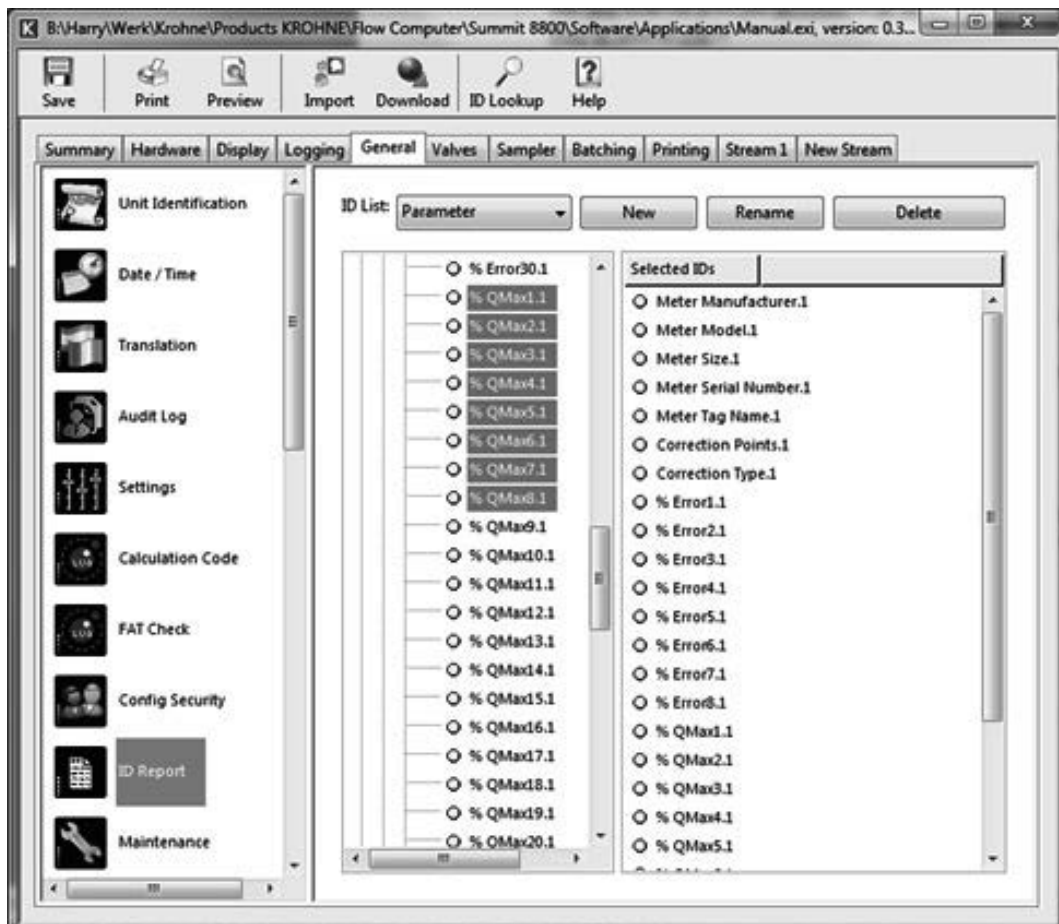 B:\Harry\Werk\Krohne\Products KROHNE\Flow Computer\Summit 8800\Software\Applications\Manual.exi, version: 0.3...
Save Print Preview Import Download ID Lookup Help
Summary Hardware Display Logging General Valves Sampler Batching Printing Stream 1 New Stream
Unit Identification
Date / Time
Translation
Audit Log
Settings
Calculation Code
FAT Check
Config Security
ID Report
Maintenance
ID List: Parameter New Rename Delete
% Error30.1
% QMax1.1
% QMax2.1
% QMax3.1
% QMax4.1
% QMax5.1
% QMax6.1
% QMax7.1
% QMax8.1
% QMax9.1
% QMax10.1
% QMax11.1
% QMax12.1
% QMax13.1
% QMax14.1
% QMax15.1
% QMax16.1
% QMax17.1
% QMax18.1
% QMax19.1
% QMax20.1
Selected IDs
Meter Manufacturer.1
Meter Model.1
Meter Size.1
Meter Serial Number.1
Meter Tag Name.1
Correction Points.1
Correction Type.1
% Error1.1
% Error2.1
% Error3.1
% Error4.1
% Error5.1
% Error6.1
% Error7.1
% Error8.1
% QMax1.1
% QMax2.1
% QMax3.1
% QMax4.1
% QMax5.1